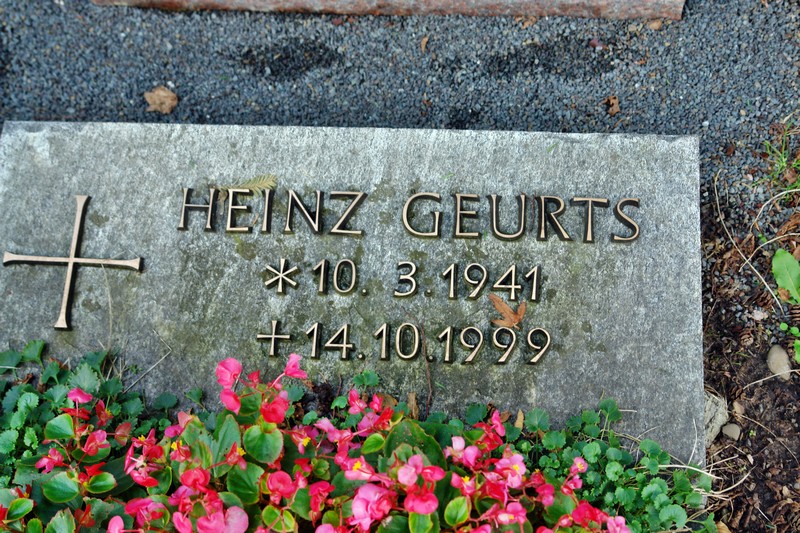 HEINZ GEURTS
* 10. 3. 1941
+ 14.10.1999